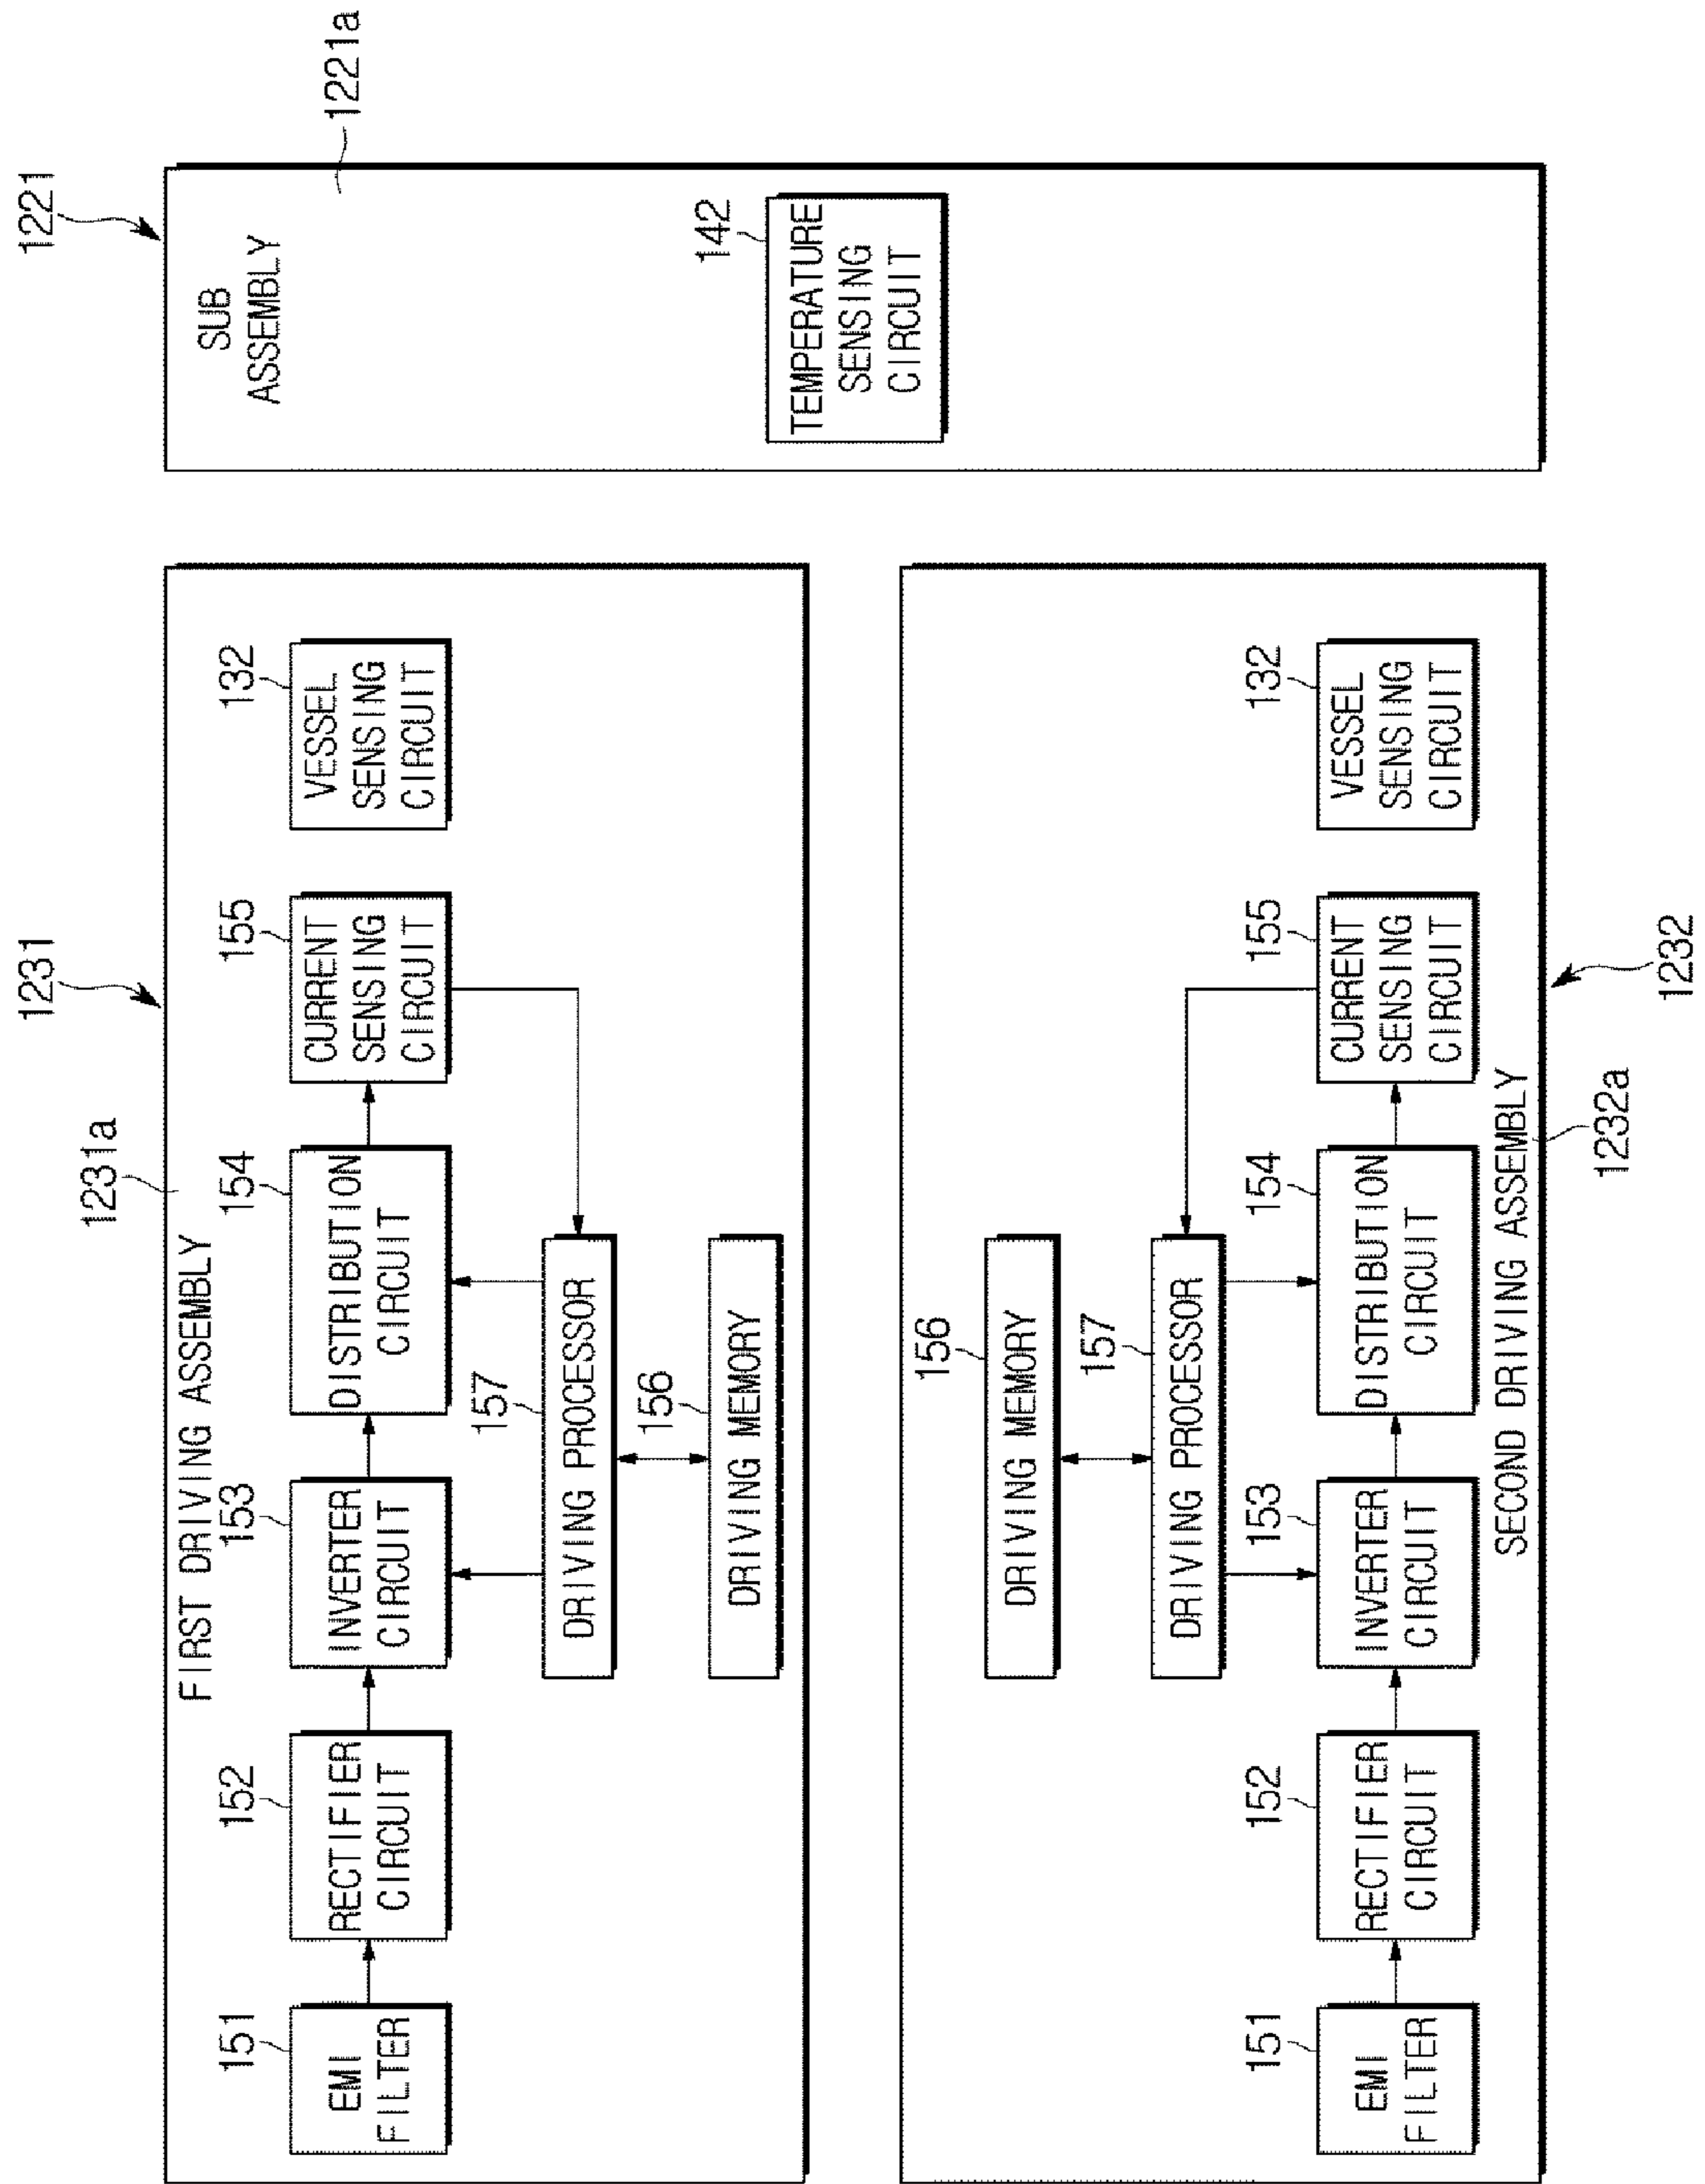 1231
1231a
FIRST DRIVING ASSEMBLY
151
EMI
FILTER
152
RECTIFIER
CIRCUIT
153
INVERTER
CIRCUIT
154
DISTRIBUTION
CIRCUIT
155
CURRENT
SENSING
CIRCUIT
132
VESSEL
SENSING
CIRCUIT
157
DRIVING PROCESSOR
156
DRIVING MEMORY
1221
1221a
SUB
ASSEMBLY
142
TEMPERATURE
SENSING
CIRCUIT
156
DRIVING MEMORY
157
DRIVING PROCESSOR
151
EMI
FILTER
152
RECTIFIER
CIRCUIT
153
INVERTER
CIRCUIT
154
DISTRIBUTION
CIRCUIT
155
CURRENT
SENSING
CIRCUIT
132
VESSEL
SENSING
CIRCUIT
SECOND DRIVING ASSEMBLY
1232a
1232